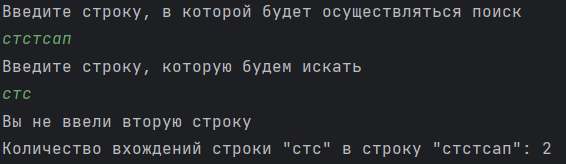 Введите строку, в которой будет осуществляться поиск
стстсап
Введите строку, которую будем искать
стс
Вы не ввели вторую строку
Количество вхождений строки "стс" в строку "стстсап": 2